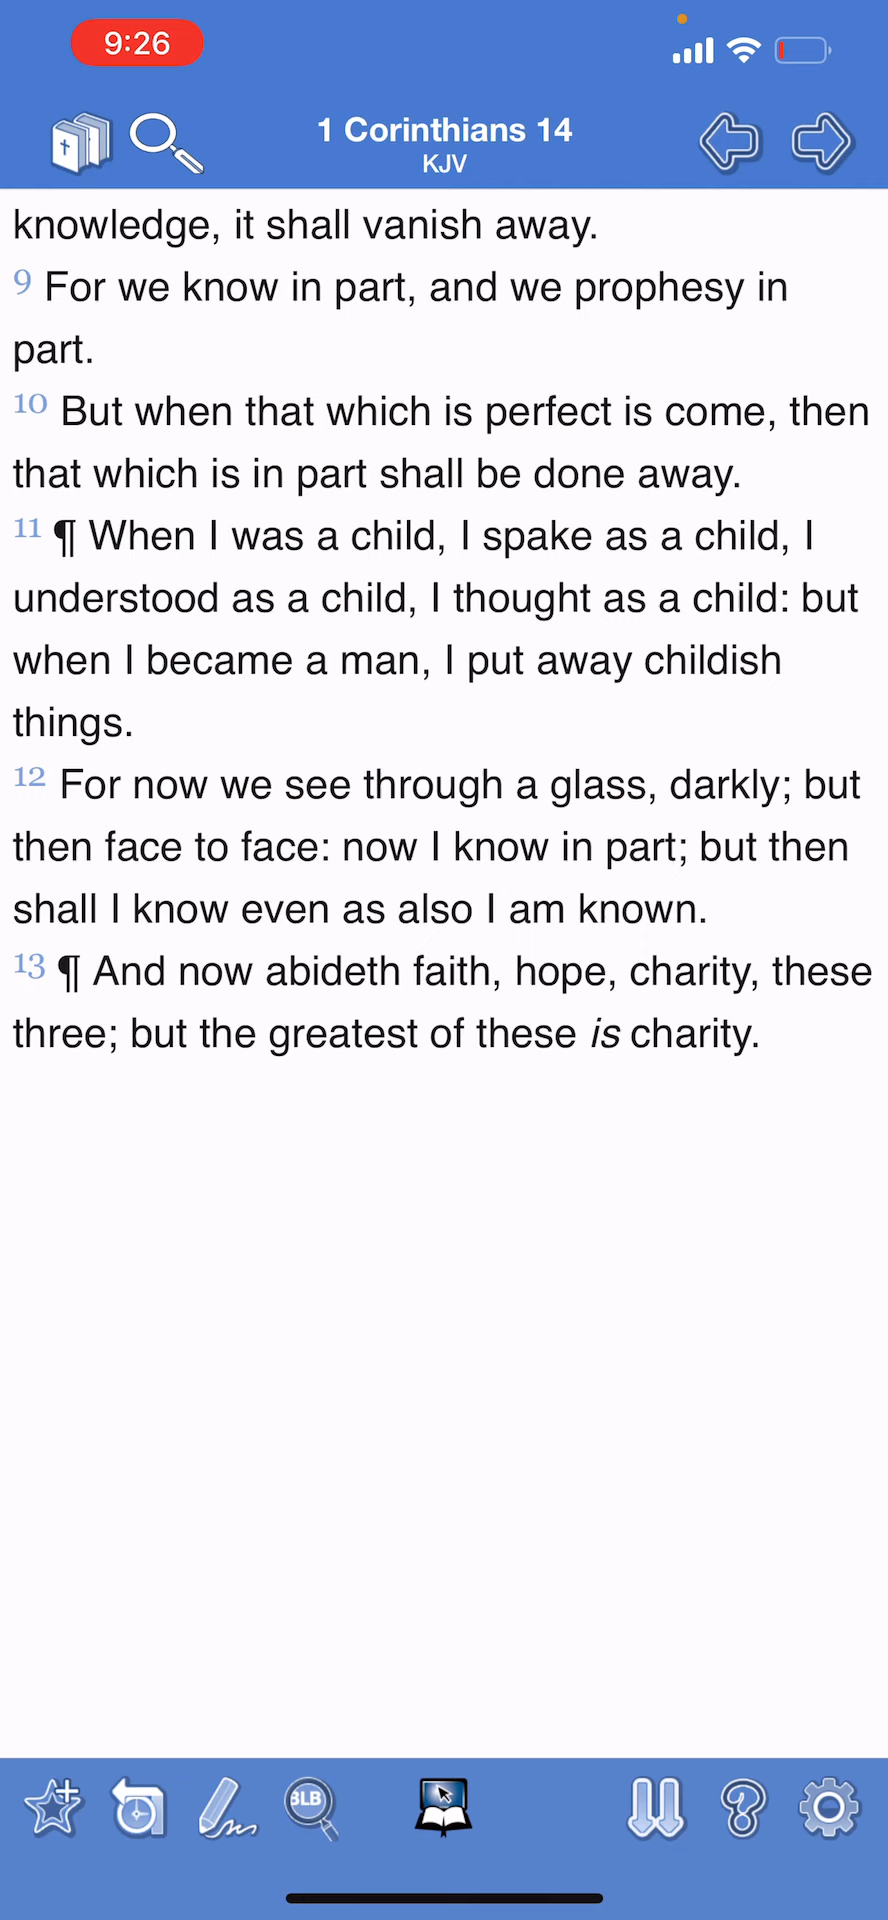 9:26
1 Corinthians 14
KJV
knowledge, it shall vanish away.
9 For we know in part, and we prophesy in
part.
10 But when that which is perfect is come, then
that which is in part shall be done away.
11 ¶ When I was a child, I spake as a child, I
understood as a child, I thought as a child: but
when I became a man, I put away childish
things.
12 For now we see through a glass, darkly; but
then face to face: now I know in part; but then
shall I know even as also I am known.
13 ¶ And now abideth faith, hope, charity, these
three; but the greatest of these is charity.
BLB